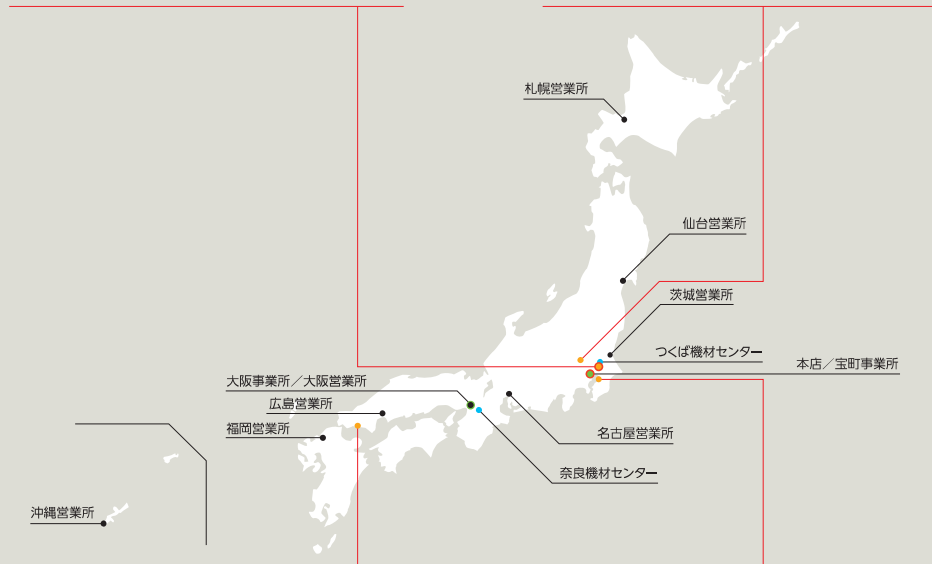 札幌営業所
仙台営業所
茨城営業所
つくば機材センター
本店／宝町事業所
大阪事業所／大阪営業所
広島営業所
福岡営業所
名古屋営業所
奈良機材センター
沖縄営業所